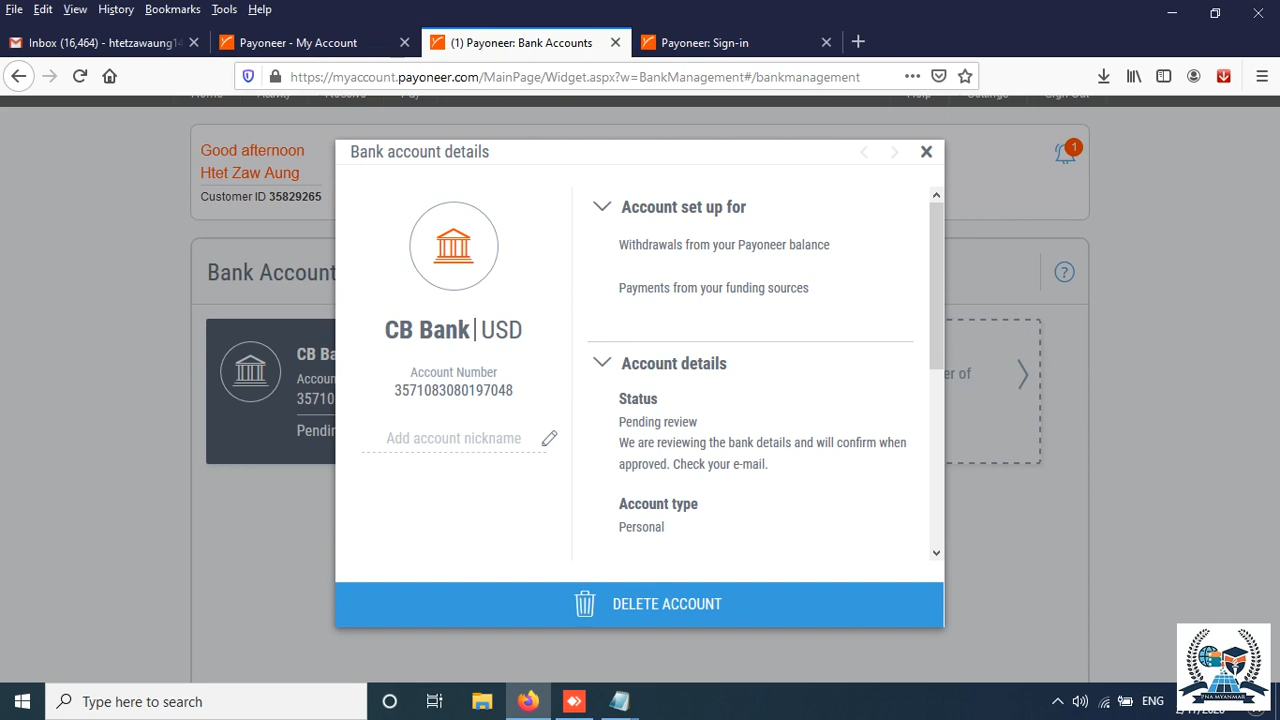 File Edit View History Bookmarks Tools Help
Inbox (16,464) - htetzawaung14
Payoneer - My Account
(1) Payoneer: Bank Accounts
Payoneer: Sign-in
https://myaccount.payoneer.com/MainPage/Widget.aspx?w=BankManagement#/bankmanagement
Good afternoon
Htet Zaw Aung
Customer ID 35829265
1
Bank Account
?
CB Ba
Accoun
35710
Pendin
er of
Bank account details
CB Bank | USD
Account Number
3571083080197048
Add account nickname
Account set up for
Withdrawals from your Payoneer balance
Payments from your funding sources
Account details
Status
Pending review
We are reviewing the bank details and will confirm when
approved. Check your e-mail.
Account type
Personal
DELETE ACCOUNT
Type here to search
ENG
PNA MYANMAR